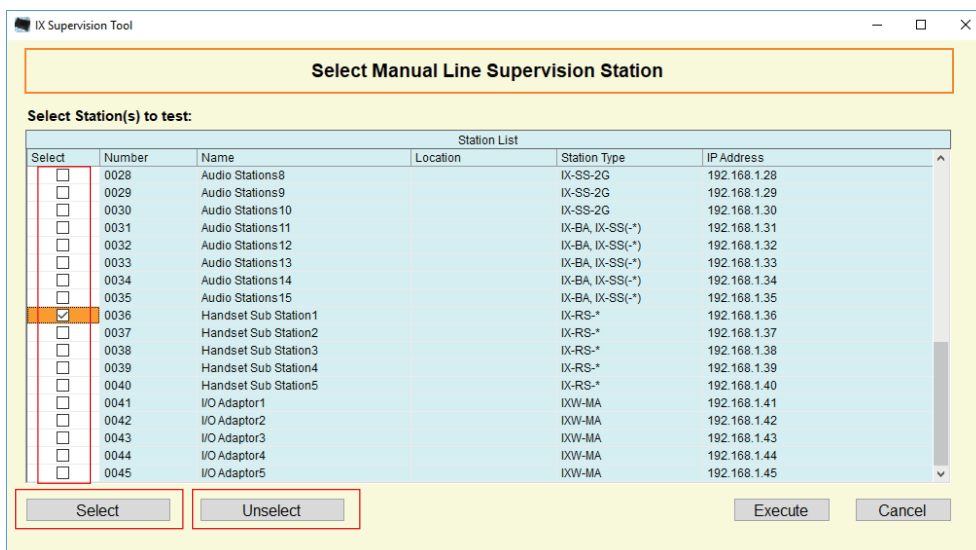 IX Supervision Tool
Select Manual Line Supervision Station
Select Station(s) to test:
Station List
Select Number Name Location Station Type IP Address
0028 Audio Stations8 IX-SS-2G 192.168.1.28
0029 Audio Stations9 IX-SS-2G 192.168.1.29
0030 Audio Stations10 IX-SS-2G 192.168.1.30
0031 Audio Stations11 IX-BA, IX-SS(-*) 192.168.1.31
0032 Audio Stations12 IX-BA, IX-SS(-*) 192.168.1.32
0033 Audio Stations13 IX-BA, IX-SS(-*) 192.168.1.33
0034 Audio Stations14 IX-BA, IX-SS(-*) 192.168.1.34
0035 Audio Stations15 IX-BA, IX-SS(-*) 192.168.1.35
0036 Handset Sub Station1 IX-RS-* 192.168.1.36
0037 Handset Sub Station2 IX-RS-* 192.168.1.37
0038 Handset Sub Station3 IX-RS-* 192.168.1.38
0039 Handset Sub Station4 IX-RS-* 192.168.1.39
0040 Handset Sub Station5 IX-RS-* 192.168.1.40
0041 I/O Adaptor1 IXW-MA 192.168.1.41
0042 I/O Adaptor2 IXW-MA 192.168.1.42
0043 I/O Adaptor3 IXW-MA 192.168.1.43
0044 I/O Adaptor4 IXW-MA 192.168.1.44
0045 I/O Adaptor5 IXW-MA 192.168.1.45
Select Unselect Execute Cancel